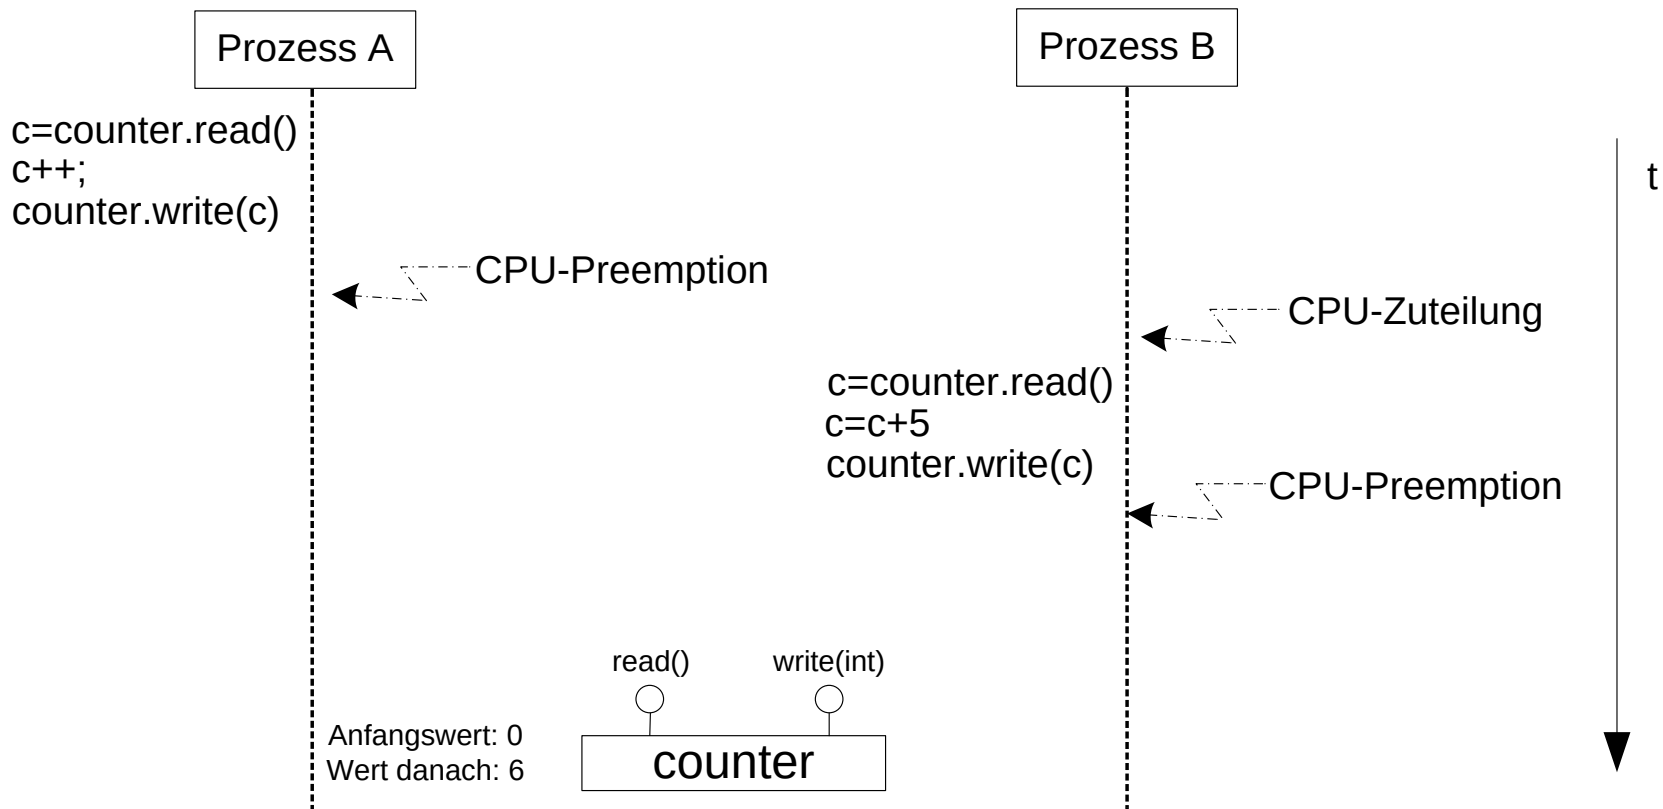 Prozess A
Prozess B
c=counter.read()
c++;
counter.write(c)
t
CPU-Preemption
CPU-Zuteilung
c=counter.read()
c=c+5
counter.write(c)
CPU-Preemption
read()
write(int)
Anfangswert: 0
Wert danach: 6
counter